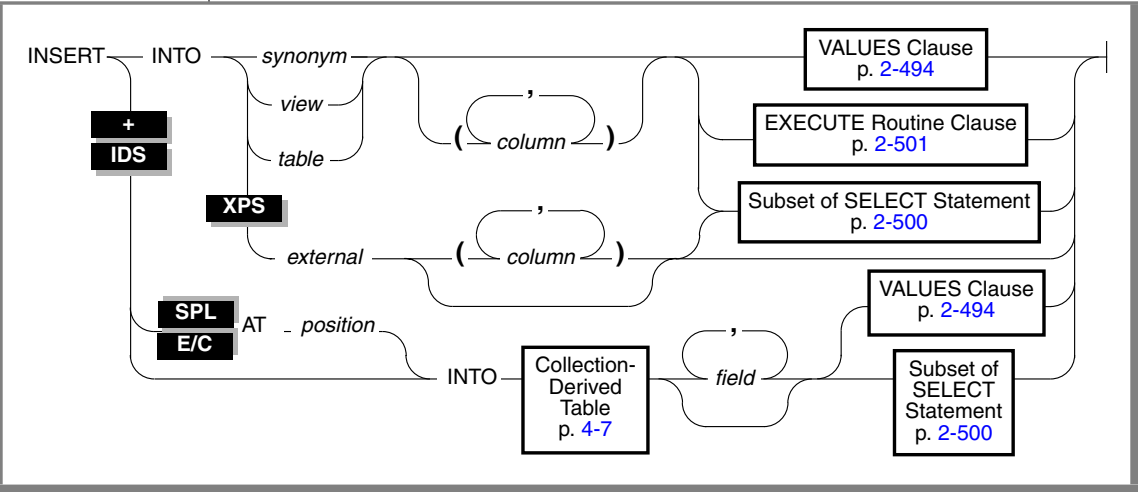 INSERT INTO synonym VALUES Clause
p. 2-494
view ,
+ ( column ) EXECUTE Routine Clause
IDS table p. 2-501
XPS , Subset of SELECT Statement
p. 2-500
external ( column )
VALUES Clause
p. 2-494
SPL AT position
E/C ,
INTO Collection-
Derived
Table
p. 4-7
field Subset of
SELECT
Statement
p. 2-500